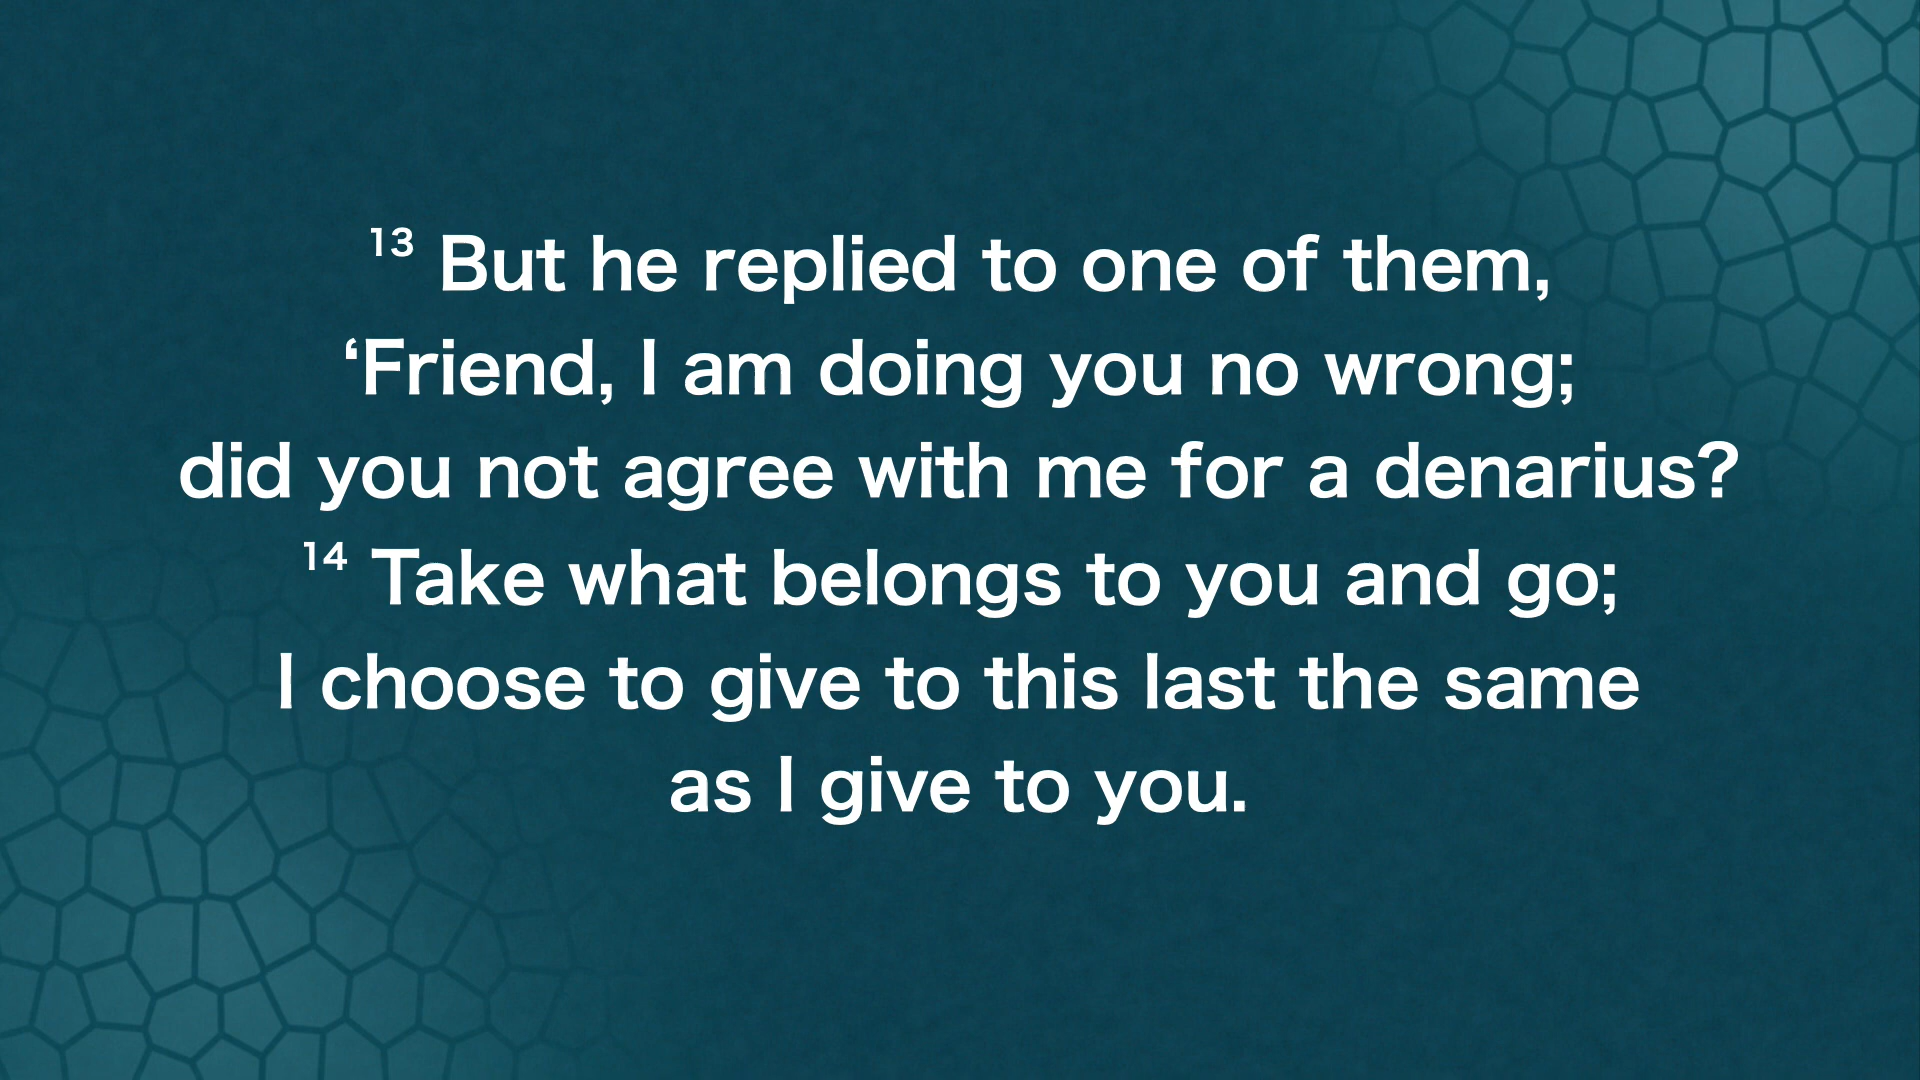 13 But he replied to one of them,
‘Friend, I am doing you no wrong;
did you not agree with me for a denarius?
14 Take what belongs to you and go;
I choose to give to this last the same
as I give to you.